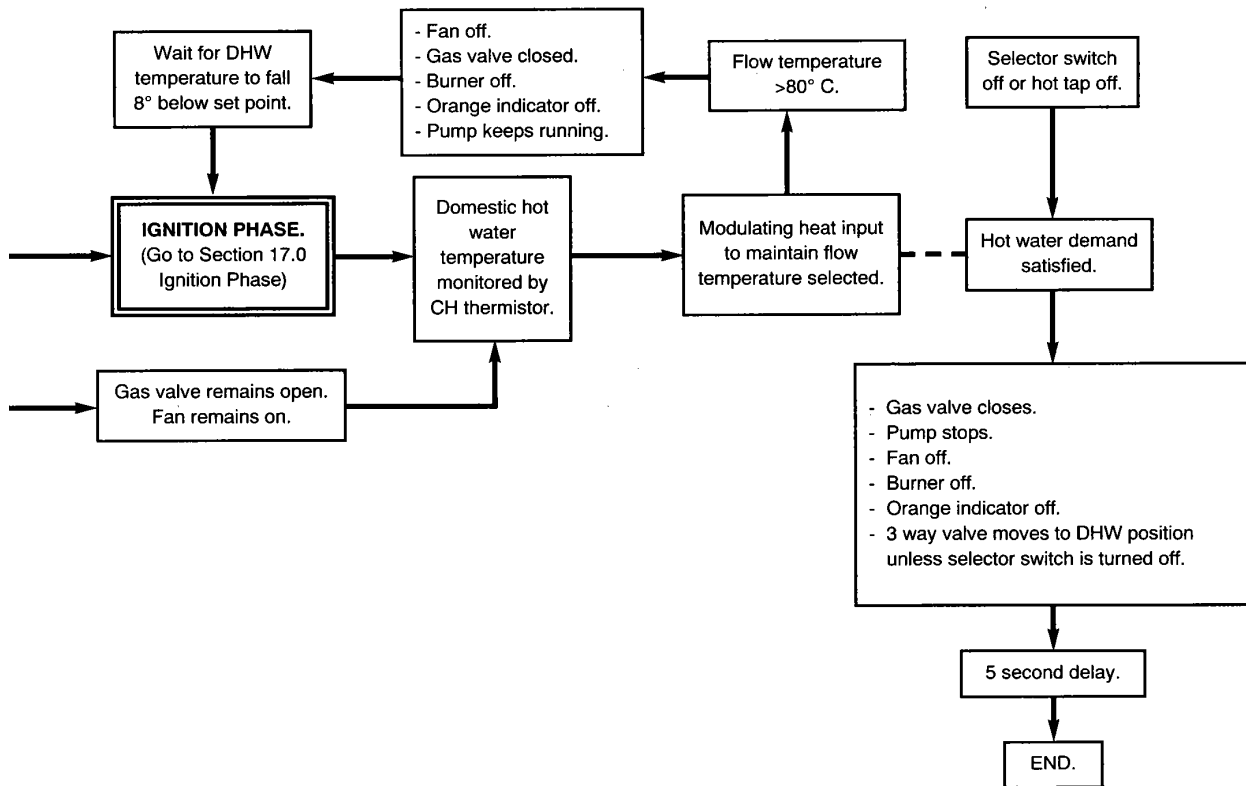 Wait for DHW
temperature to fall
8° below set point.
- Fan off.
- Gas valve closed.
- Burner off.
- Orange indicator off.
- Pump keeps running.
Flow temperature
>80° C.
Selector switch
off or hot tap off.
IGNITION PHASE.
(Go to Section 17.0
Ignition Phase)
Domestic hot
water
temperature
monitored by
CH thermistor.
Modulating heat input
to maintain flow
temperature selected.
Hot water demand
satisfied.
Gas valve remains open.
Fan remains on.
- Gas valve closes.
- Pump stops.
- Fan off.
- Burner off.
- Orange indicator off.
- 3 way valve moves to DHW position
unless selector switch is turned off.
5 second delay.
END.